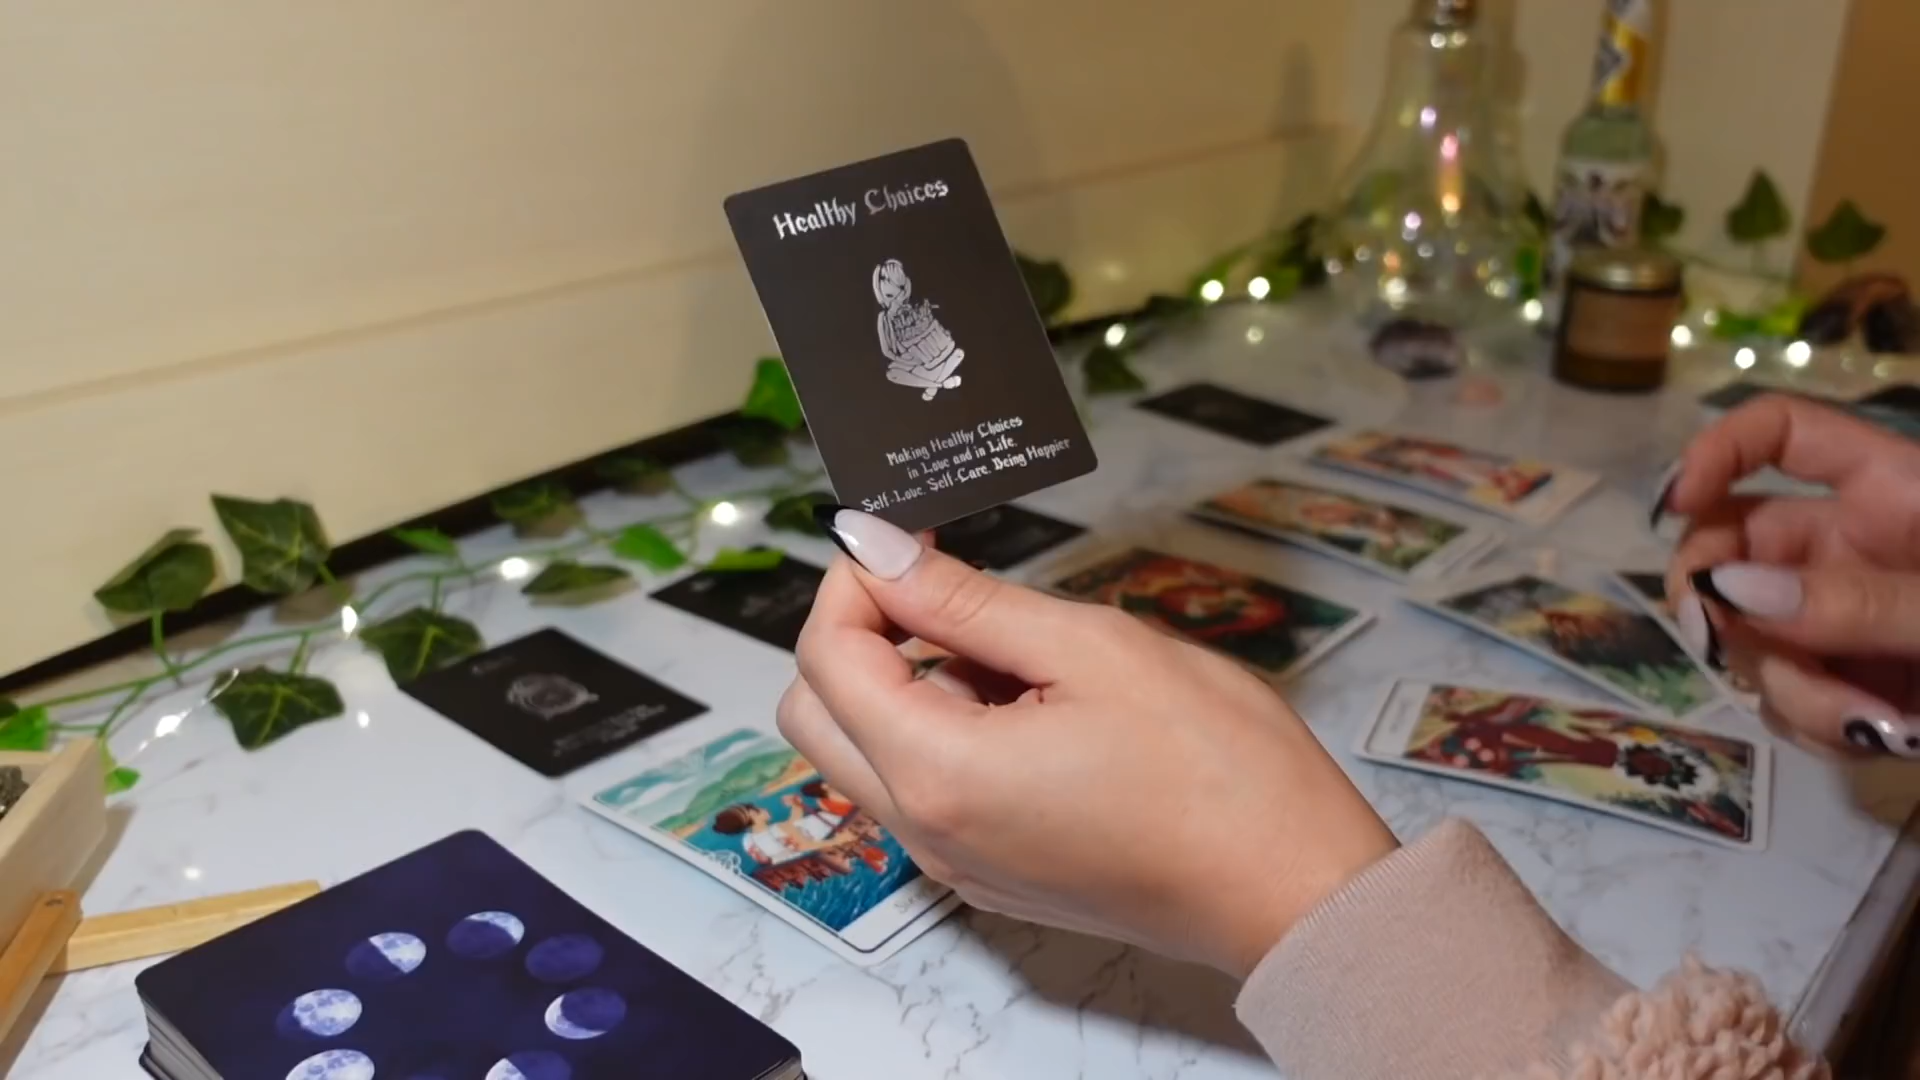 Healthy Choices
Making Healthy Choices
in Love and in Life.
Self-Love. Self-Care. Being Happier